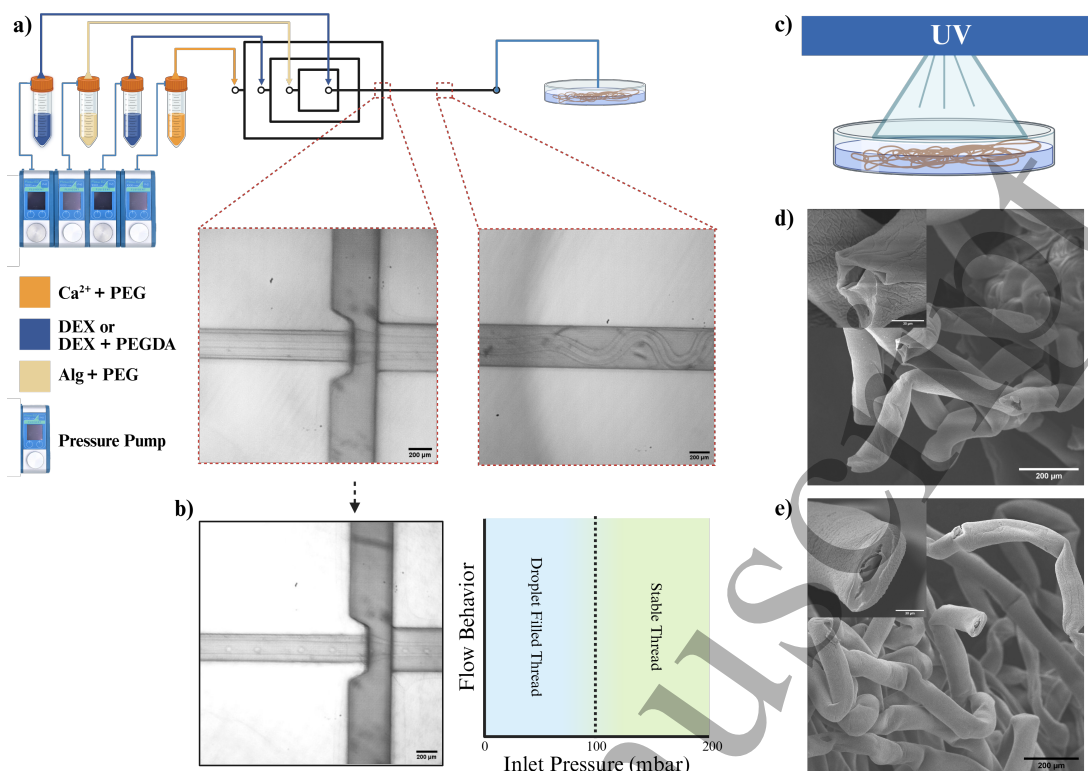 a)
Ca²⁺ + PEG
DEX or
DEX + PEGDA
Alg + PEG
Pressure Pump
200 µm
200 µm
b)
200 µm
Flow Behavior
Droplet Filled Thread
Stable Thread
0
100
200
Inlet Pressure (mbar)
c)
UV
d)
200 µm
e)
200 µm